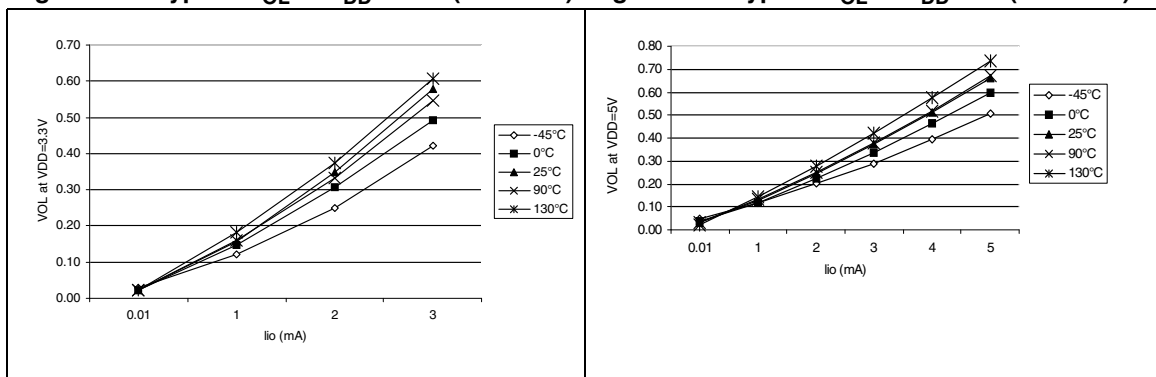 VOL at VDD=3.3V
0.70
0.60
0.50
0.40
0.30
0.20
0.10
0.00
0.01 1 2 3
Iio (mA)
-45°C
0°C
25°C
90°C
130°C
VOL at VDD=5V
0.80
0.70
0.60
0.50
0.40
0.30
0.20
0.10
0.00
0.01 1 2 3 4 5
Iio (mA)
-45°C
0°C
25°C
90°C
130°C